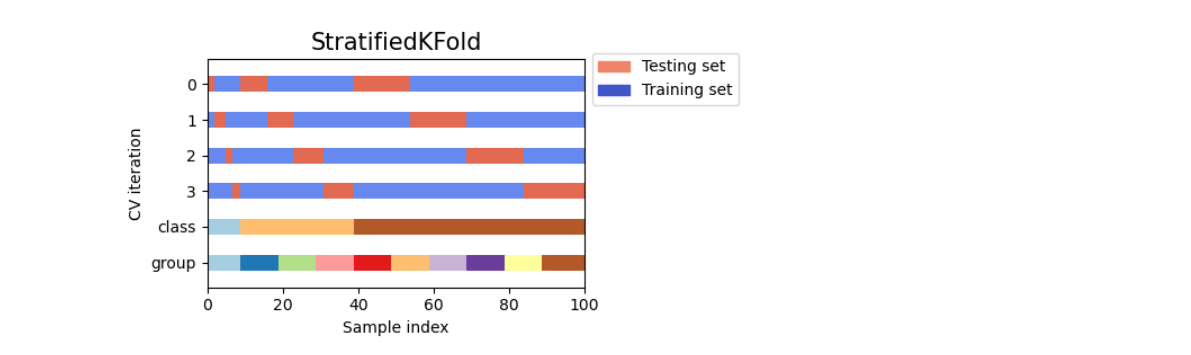 StratifiedKFold
Testing set
Training set
CV iteration
0
1
2
3
class
group
0 20 40 60 80 100
Sample index